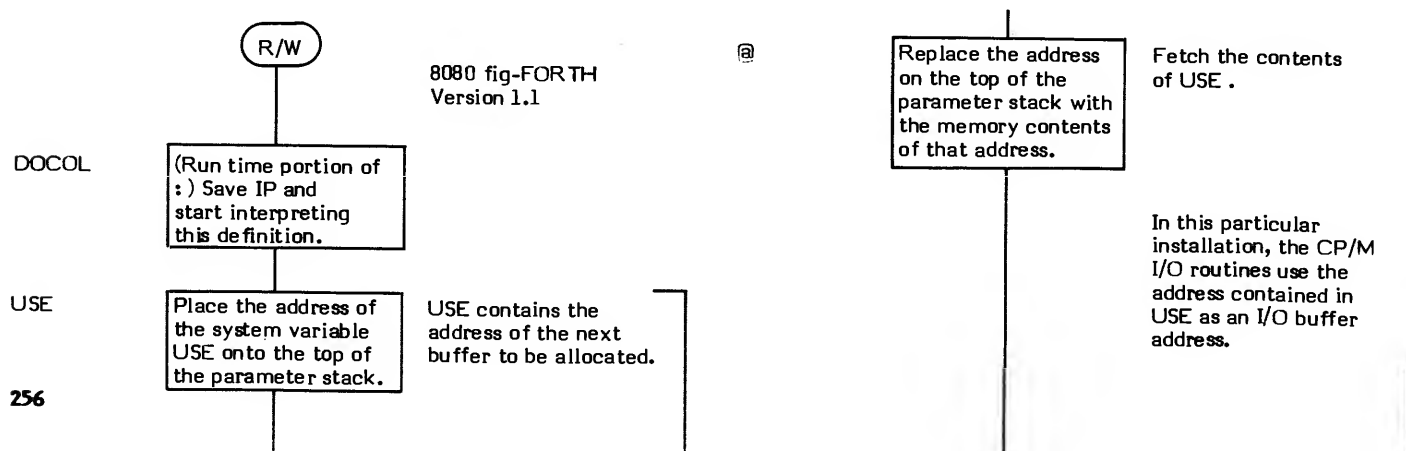 R/W
8080 fig-FORTH
Version 1.1
DOCOL
(Run time portion of
: ) Save IP and
start interpreting
this definition.
USE
Place the address of
the system variable
USE onto the top of
the parameter stack.
USE contains the
address of the next
buffer to be allocated.
256
@
Replace the address
on the top of the
parameter stack with
the memory contents
of that address.
Fetch the contents
of USE .
In this particular
installation, the CP/M
I/O routines use the
address contained in
USE as an I/O buffer
address.